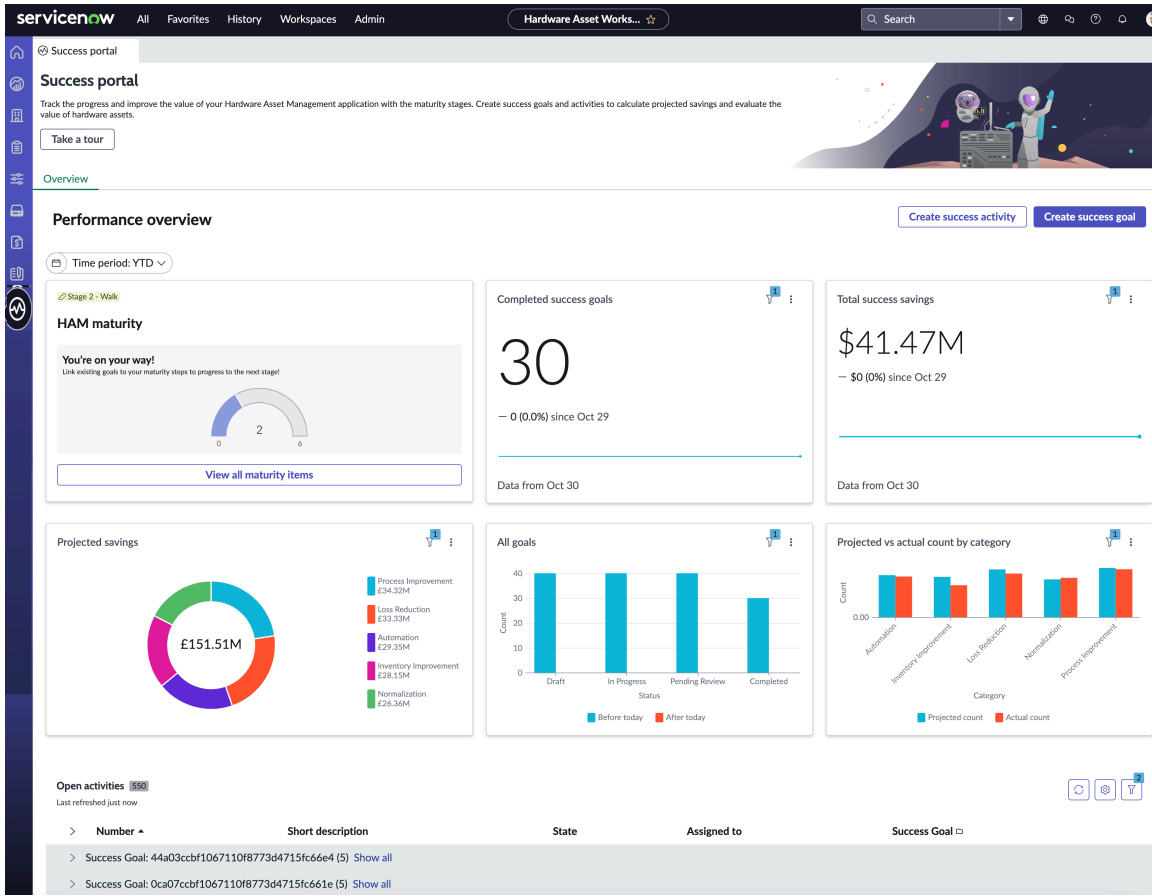 servicenow All Favorites History Workspaces Admin Hardware Asset Works... Search
Success portal
Success portal
Track the progress and improve the value of your Hardware Asset Management application with the maturity stages. Create success goals and activities to calculate projected savings and evaluate the
value of hardware assets.
Take a tour
Overview
Performance overview
Create success activity
Create success goal
Time period: YTD
Stage 2 - Walk
HAM maturity
You're on your way!
Link existing goals to your maturity steps to progress to the next stage!
2
0 6
View all maturity items
Completed success goals
1
30
— 0 (0.0%) since Oct 29
Data from Oct 30
Total success savings
1
$41.47M
— $0 (0%) since Oct 29
Data from Oct 30
Projected savings
1
£151.51M
Process Improvement
£34.32M
Loss Reduction
£33.33M
Automation
£29.35M
Inventory Improvement
£28.15M
Normalization
£26.36M
All goals
1
Count
40
30
20
10
0
Draft In Progress Pending Review Completed
Status
Before today After today
Projected vs actual count by category
1
Count
0.00
Automation
Inventory Improvement
Loss Reduction
Normalization
Process Improvement
Category
Projected count Actual count
Open activities 550
Last refreshed just now
2
Number Short description State Assigned to Success Goal
Success Goal: 44a03ccbf1067110f8773d4715fc66e4 (5) Show all
Success Goal: 0ca07ccbf1067110f8773d4715fc661e (5) Show all